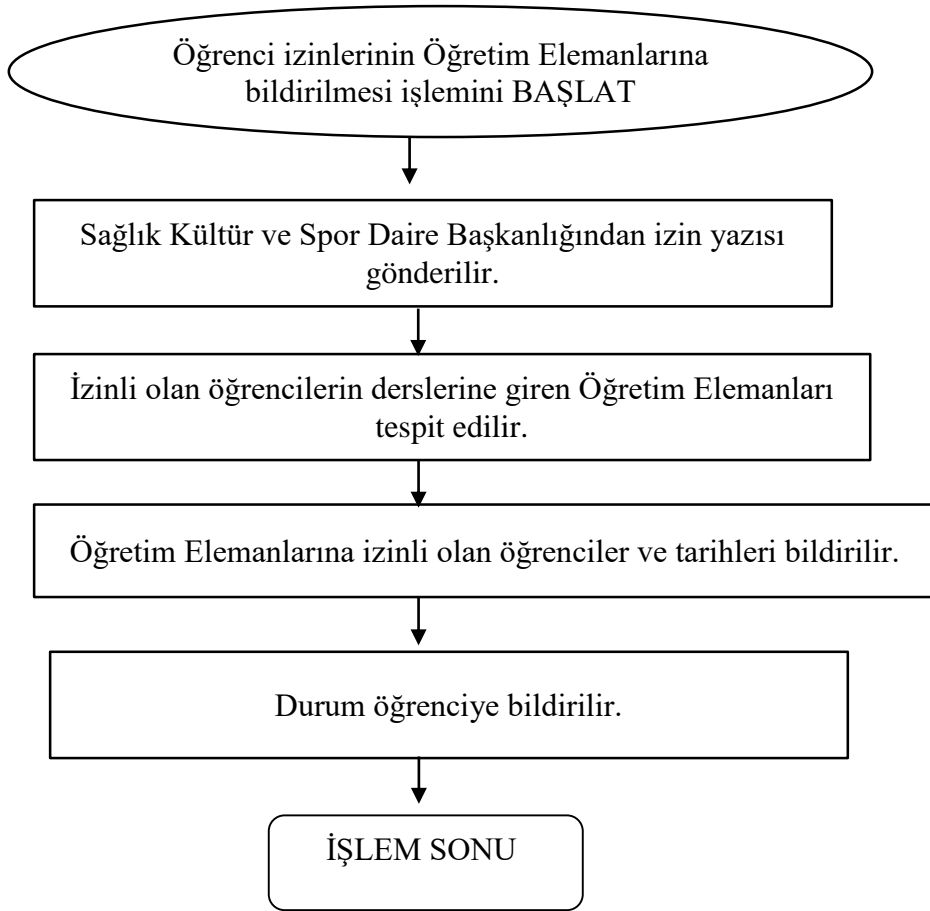 Öğrenci izinlerinin Öğretim Elemanlarına
bildirilmesi işlemini BAŞLAT
Sağlık Kültür ve Spor Daire Başkanlığından izin yazısı
gönderilir.
İzinli olan öğrencilerin derslerine giren Öğretim Elemanları
tespit edilir.
Öğretim Elemanlarına izinli olan öğrenciler ve tarihleri bildirilir.
Durum öğrenciye bildirilir.
İŞLEM SONU